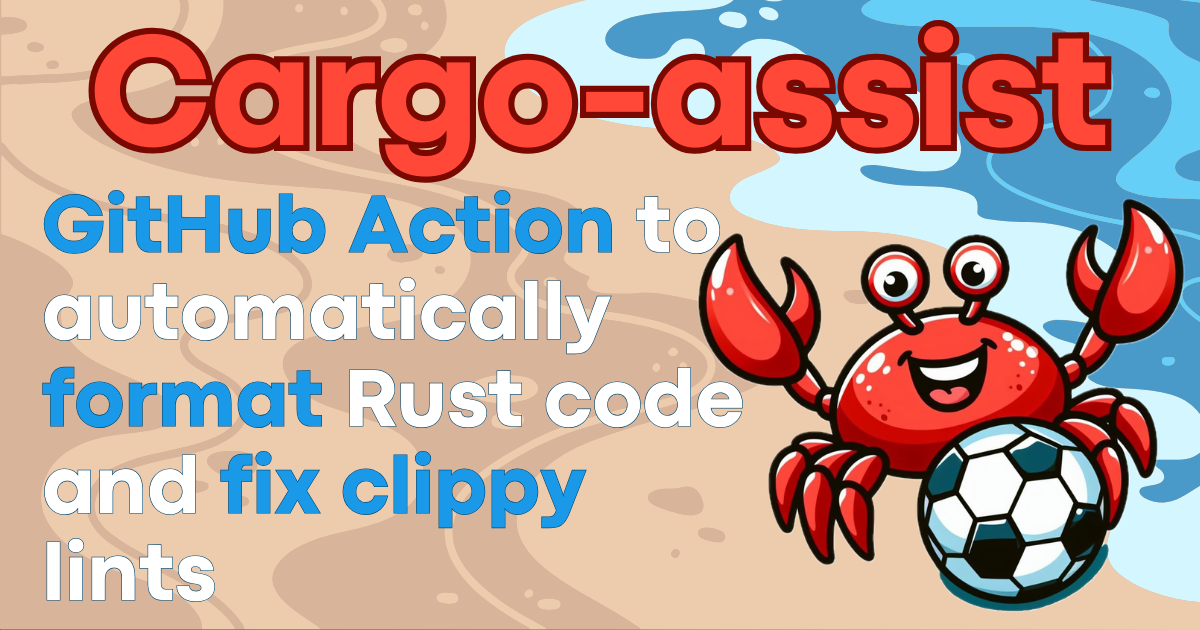 Cargo-assist
GitHub Action to
automatically
format Rust code
and fix clippy
lints